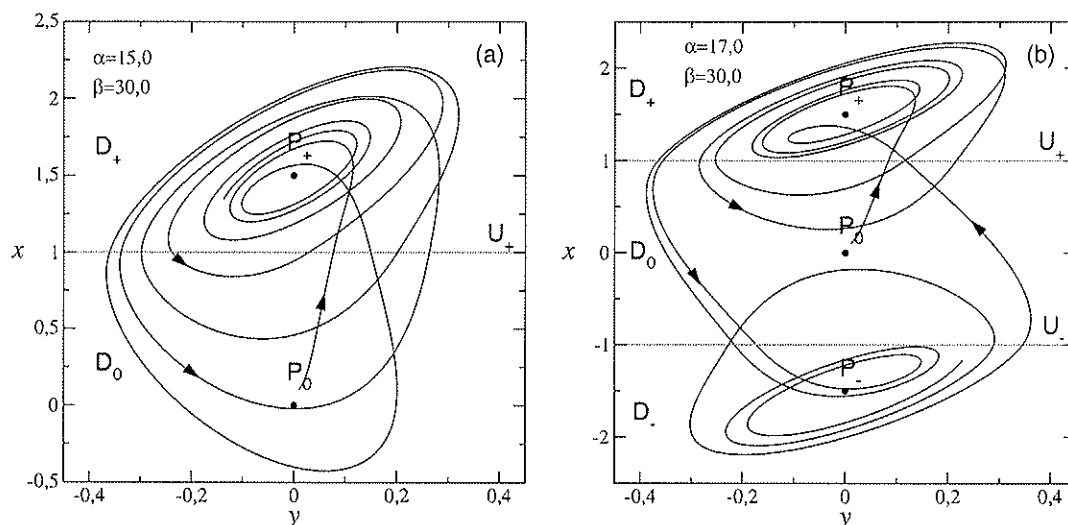 (a)
α=15,0
β=30,0
D₊
P₊
U₊
D₀
P₀
x
2,5
2
1,5
1
0,5
0
-0,5
-0,4
-0,2
0
0,2
0,4
y
(b)
α=17,0
β=30,0
D₊
P₊
U₊
D₀
P₀
U₋
P₋
D₋
x
2
1
0
-1
-2
-0,4
-0,2
0
0,2
0,4
y